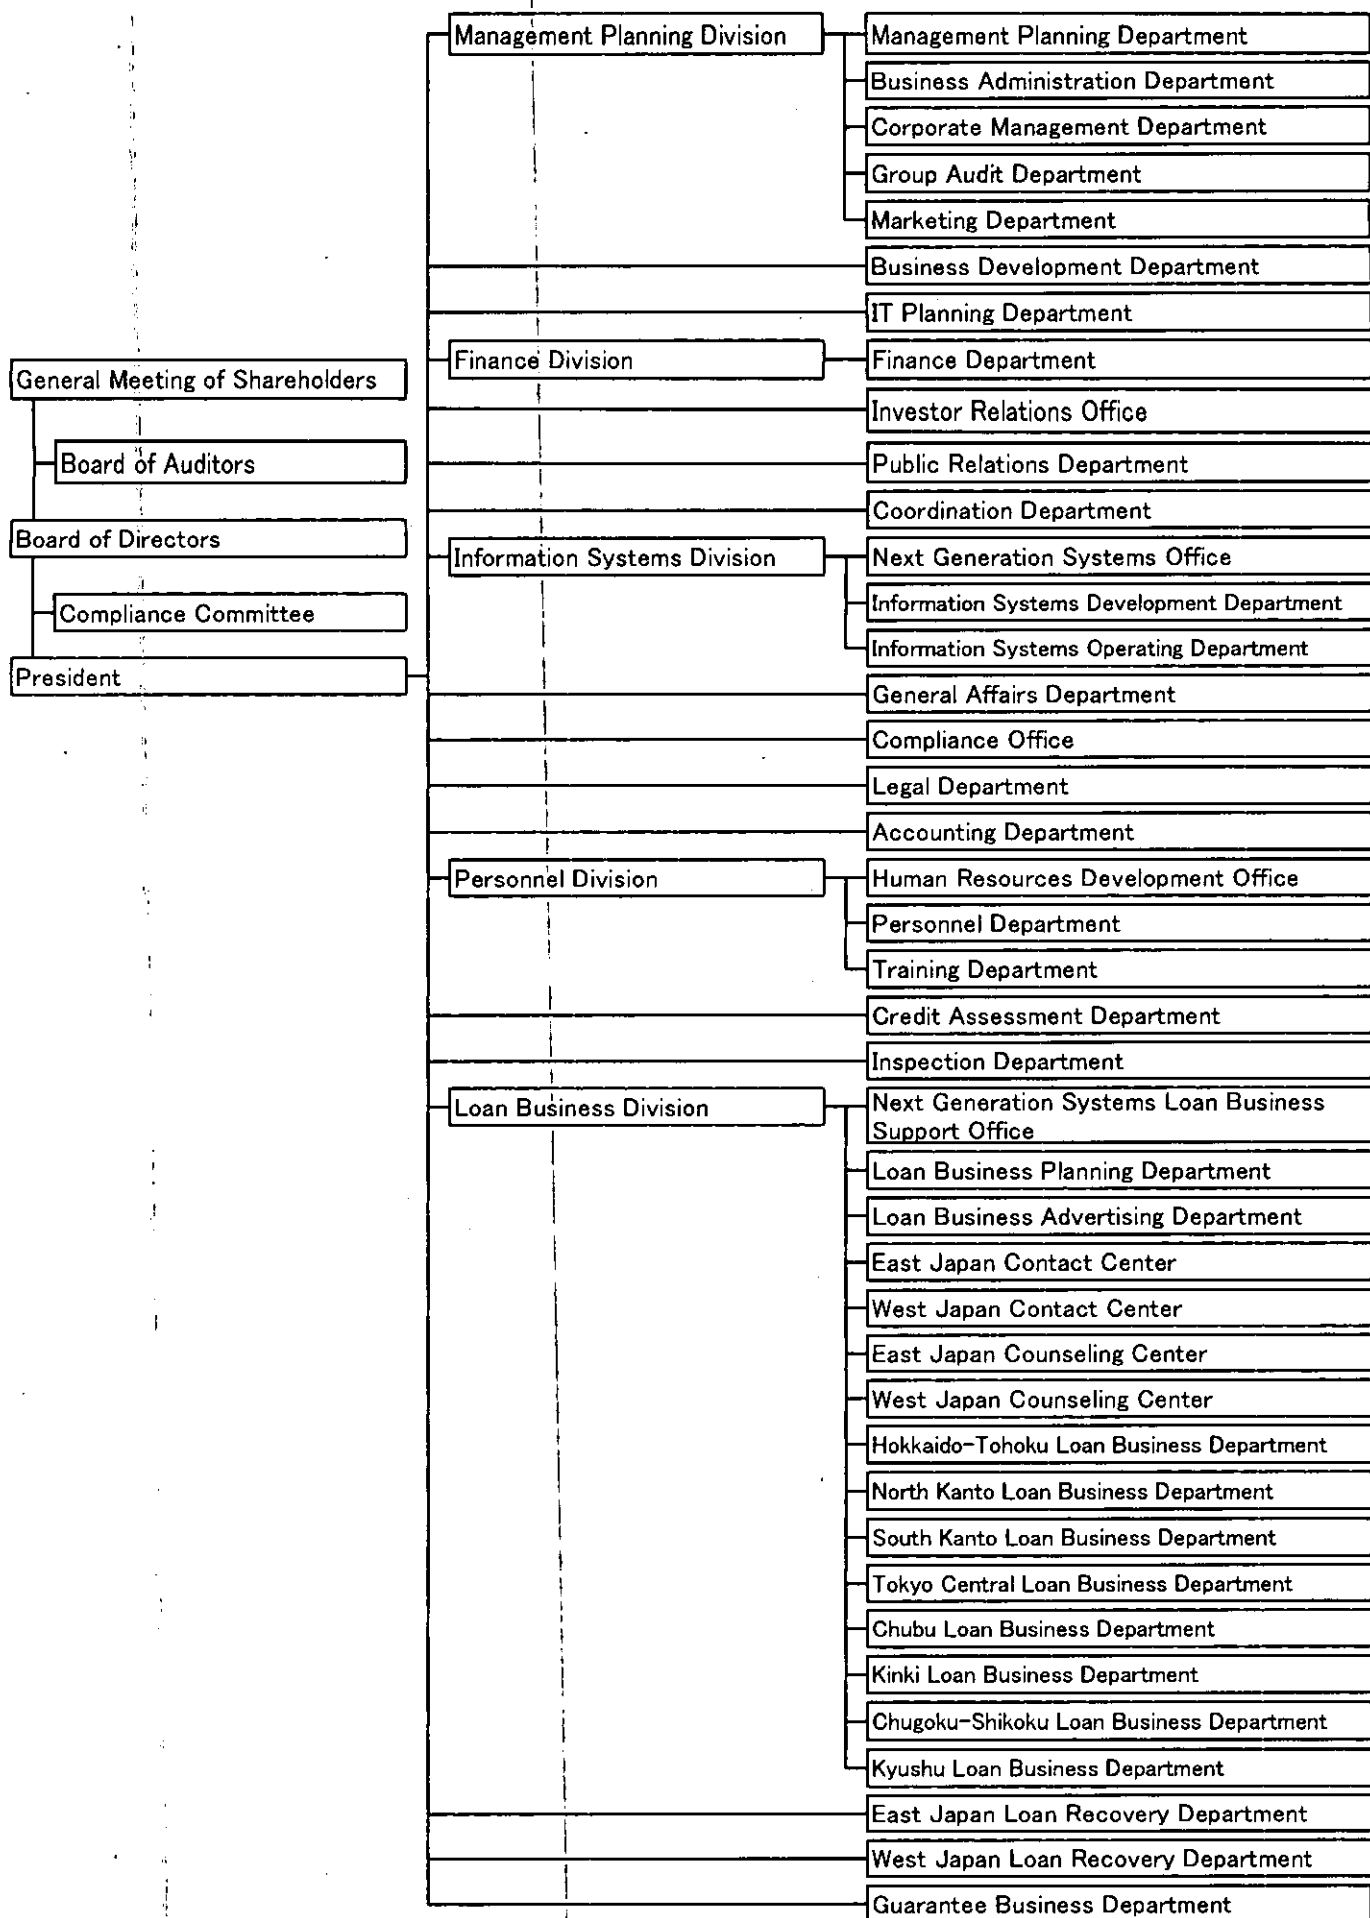 Management Planning Division
Management Planning Department
Business Administration Department
Corporate Management Department
Group Audit Department
Marketing Department
Business Development Department
IT Planning Department
Finance Division
Finance Department
General Meeting of Shareholders
Investor Relations Office
Board of Auditors
Public Relations Department
Coordination Department
Board of Directors
Information Systems Division
Next Generation Systems Office
Compliance Committee
Information Systems Development Department
Information Systems Operating Department
President
General Affairs Department
Compliance Office
Legal Department
Accounting Department
Personnel Division
Human Resources Development Office
Personnel Department
Training Department
Credit Assessment Department
Inspection Department
Loan Business Division
Next Generation Systems Loan Business
Support Office
Loan Business Planning Department
Loan Business Advertising Department
East Japan Contact Center
West Japan Contact Center
East Japan Counseling Center
West Japan Counseling Center
Hokkaido-Tohoku Loan Business Department
North Kanto Loan Business Department
South Kanto Loan Business Department
Tokyo Central Loan Business Department
Chubu Loan Business Department
Kinki Loan Business Department
Chugoku-Shikoku Loan Business Department
Kyushu Loan Business Department
East Japan Loan Recovery Department
West Japan Loan Recovery Department
Guarantee Business Department